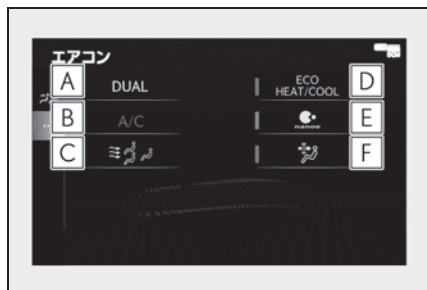 エアコン
A DUAL
ECO HEAT/COOL D
B A/C
nanoe E
C
F